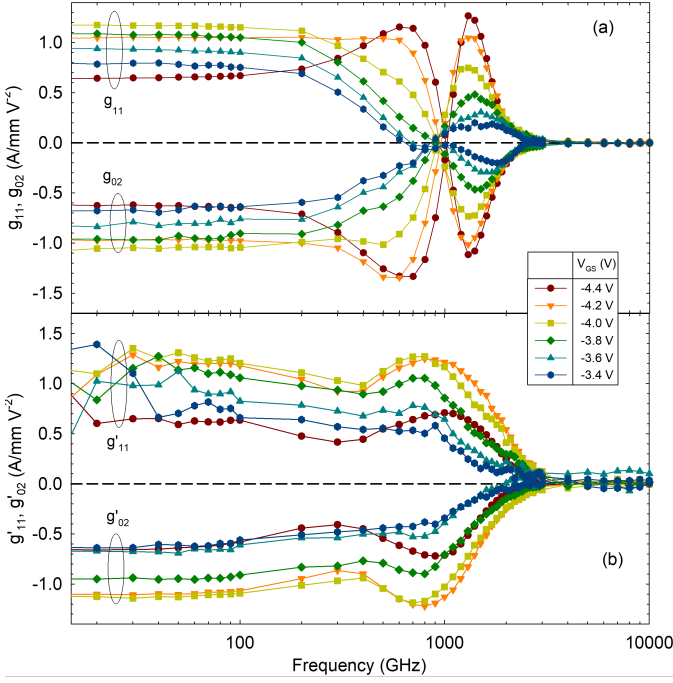 (a)
g11, g02 (A/mm V-2)
1.0
0.5
0.0
-0.5
-1.0
-1.5
g11
g02
VGS (V)
-4.4 V
-4.2 V
-4.0 V
-3.8 V
-3.6 V
-3.4 V
g'11, g'02 (A/mm V-2)
1.5
1.0
0.5
0.0
-0.5
-1.0
g'11
g'02
(b)
100 1000 10000
Frequency (GHz)